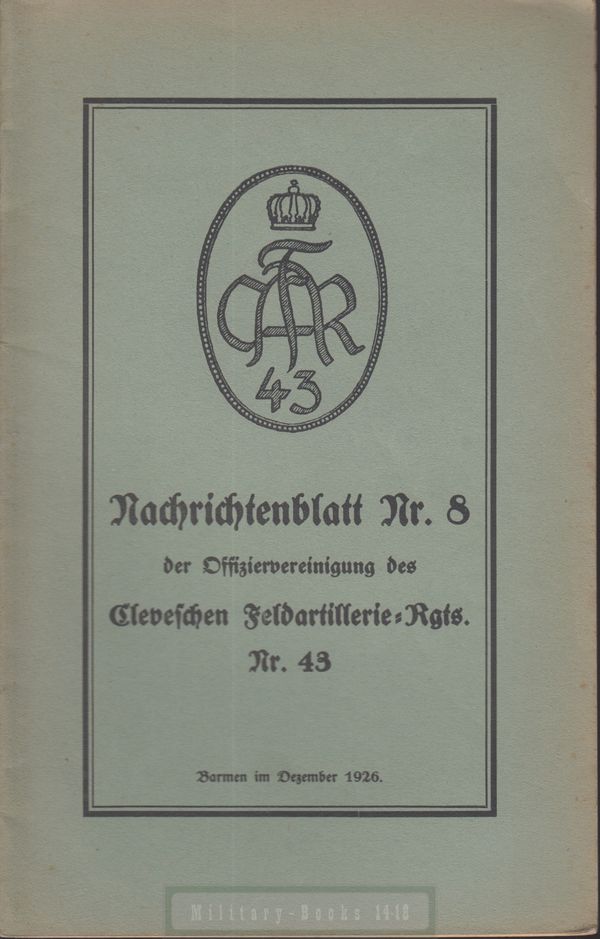 CFAR
43
Nachrichtenblatt Nr. 8
der Offiziervereinigung des
Cleveschen Feldartillerie=Rgts.
Nr. 43
Barmen im Dezember 1926.
Military-Books 1418